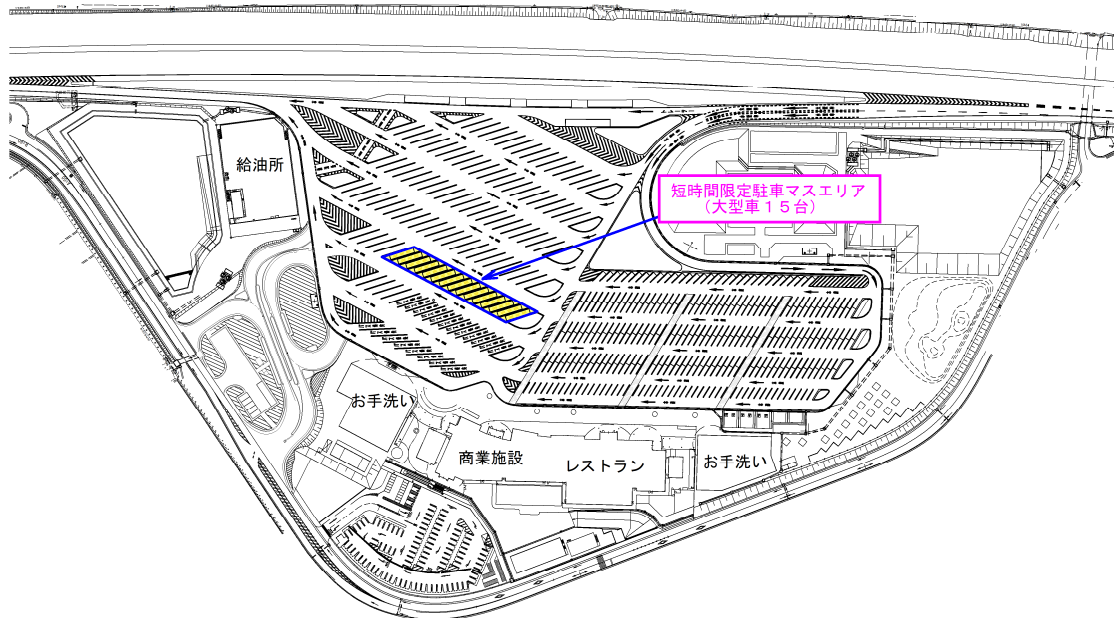 給油所
短時間限定駐車マスエリア
（大型車１５台）
お手洗い
商業施設
レストラン
お手洗い